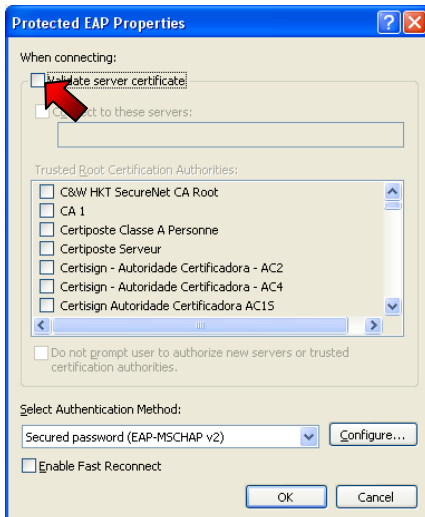 Protected EAP Properties
When connecting:
Validate server certificate
Connect to these servers:
Trusted Root Certification Authorities:
C&W HKT SecureNet CA Root
CA 1
Certiposte Classe A Personne
Certiposte Serveur
Certisign - Autoridade Certificadora - AC2
Certisign - Autoridade Certificadora - AC4
Certisign Autoridade Certificadora AC1S
Do not prompt user to authorize new servers or trusted
certification authorities.
Select Authentication Method:
Secured password (EAP-MSCHAP v2)
Configure...
Enable Fast Reconnect
OK
Cancel